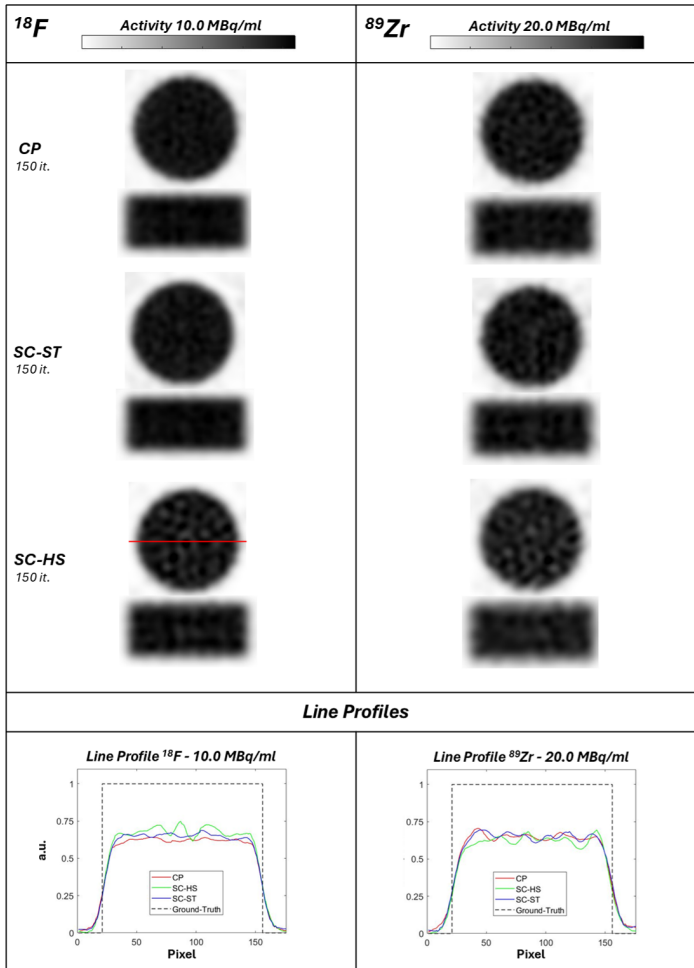 ¹⁸F
Activity 10.0 MBq/ml
⁸⁹Zr
Activity 20.0 MBq/ml
CP
150 it.
SC-ST
150 it.
SC-HS
150 it.
Line Profiles
Line Profile ¹⁸F - 10.0 MBq/ml
1
0.75
0.5
0.25
0
a.u.
CP
SC-HS
SC-ST
Ground-Truth
0 50 100 150
Pixel
Line Profile ⁸⁹Zr - 20.0 MBq/ml
1
0.75
0.5
0.25
0
CP
SC-HS
SC-ST
Ground-Truth
0 50 100 150
Pixel